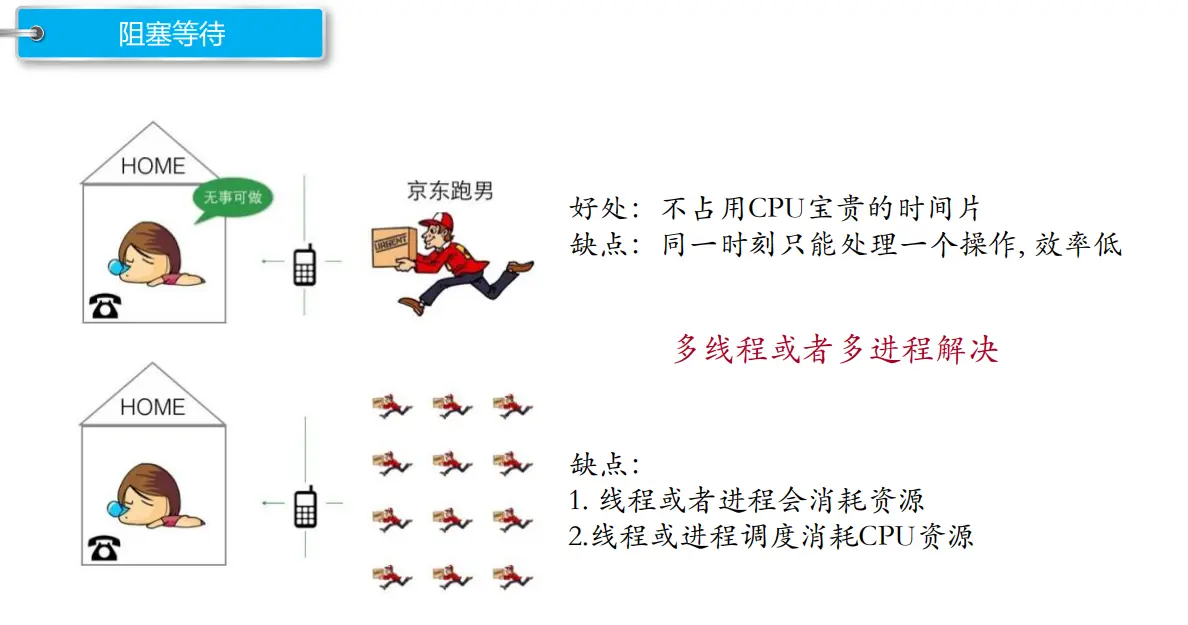 阻塞等待
HOME
无事可做
京东跑男
URGENT
好处：不占用CPU宝贵的时间片
缺点：同一时刻只能处理一个操作, 效率低
多线程或者多进程解决
HOME
缺点：
1. 线程或者进程会消耗资源
2.线程或进程调度消耗CPU资源